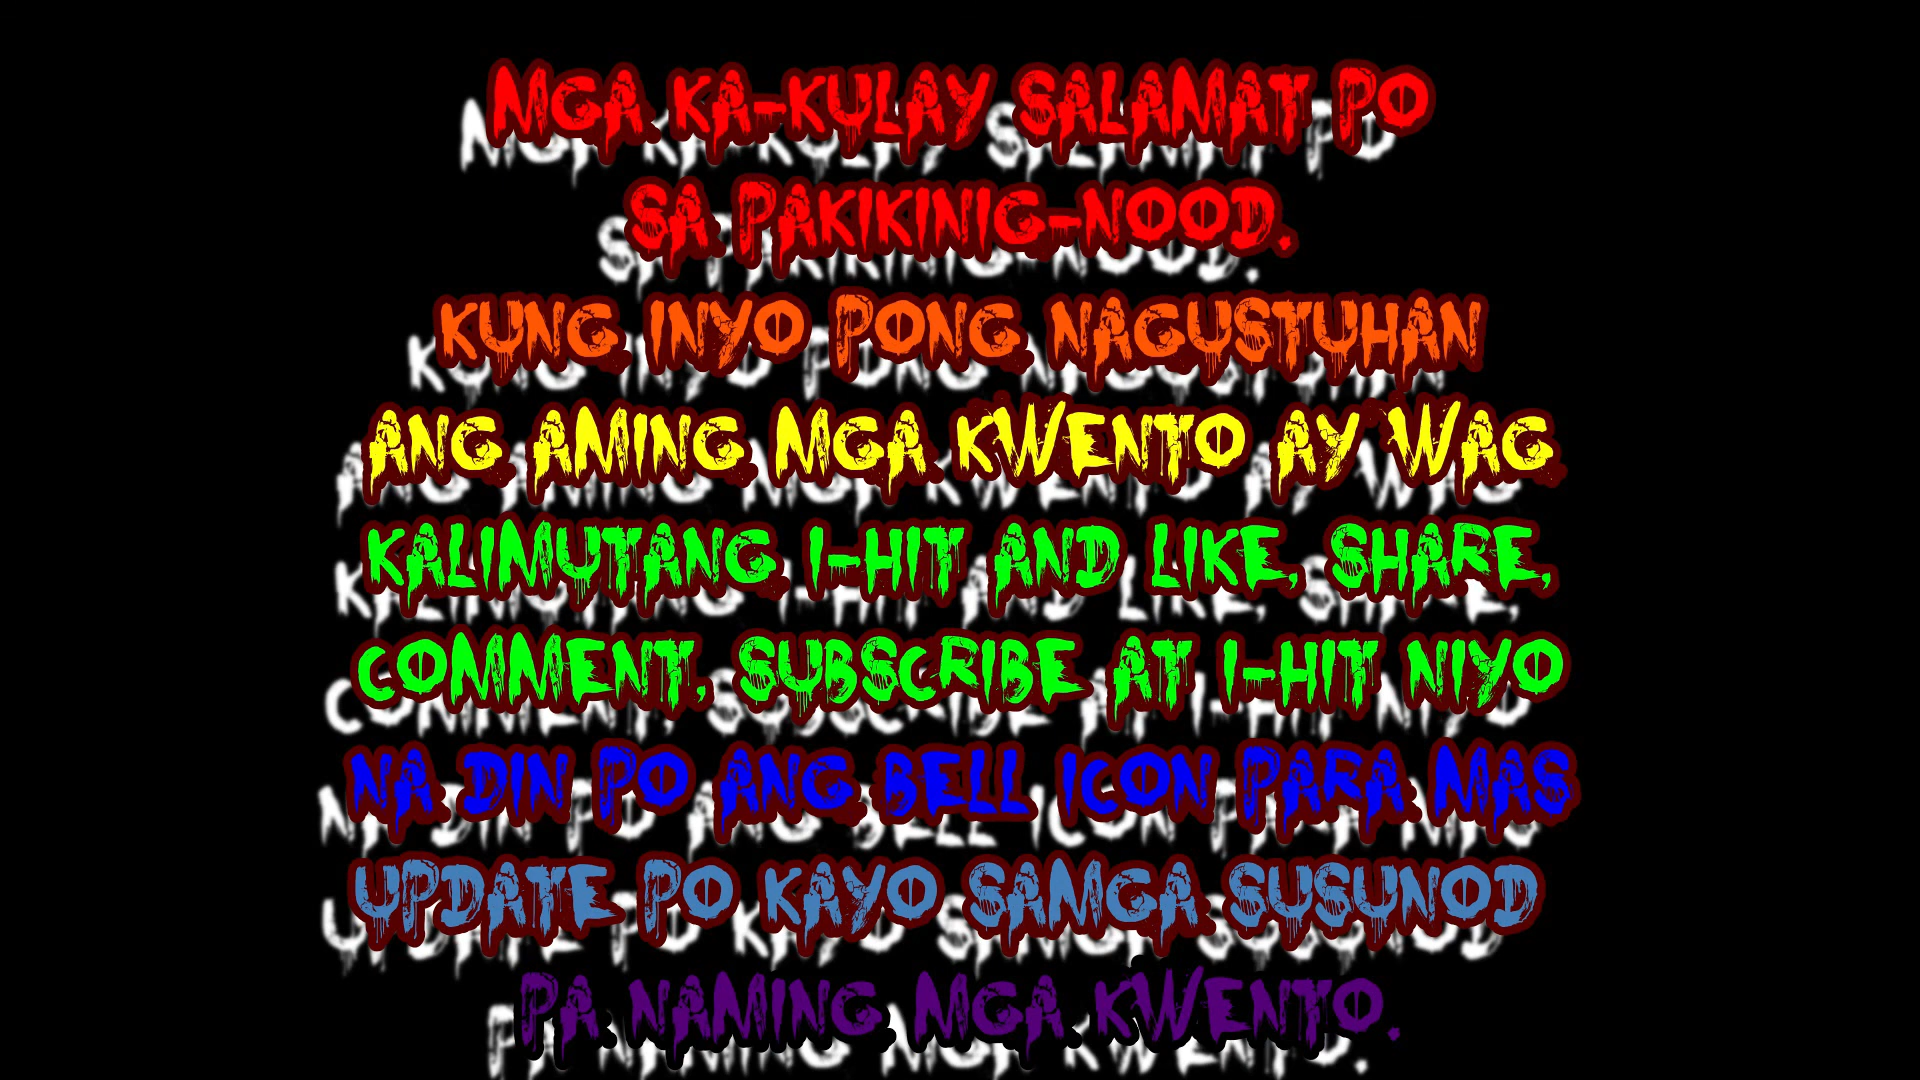 MGA KA-KULAY SALAMAT PO
SA PAKIKINIG-NOOD.
KUNG INYO PONG NAGUSTUHAN
ANG AMING MGA KWENTO AY WAG
KALIMUTANG I-HIT AND LIKE, SHARE,
COMMENT, SUBSCRIBE AT I-HIT NIYO
NA DIN PO ANG BELL ICON PARA MAS
UPDATE PO KAYO SAMGA SUSUNOD
PA NAMING MGA KWENTO.